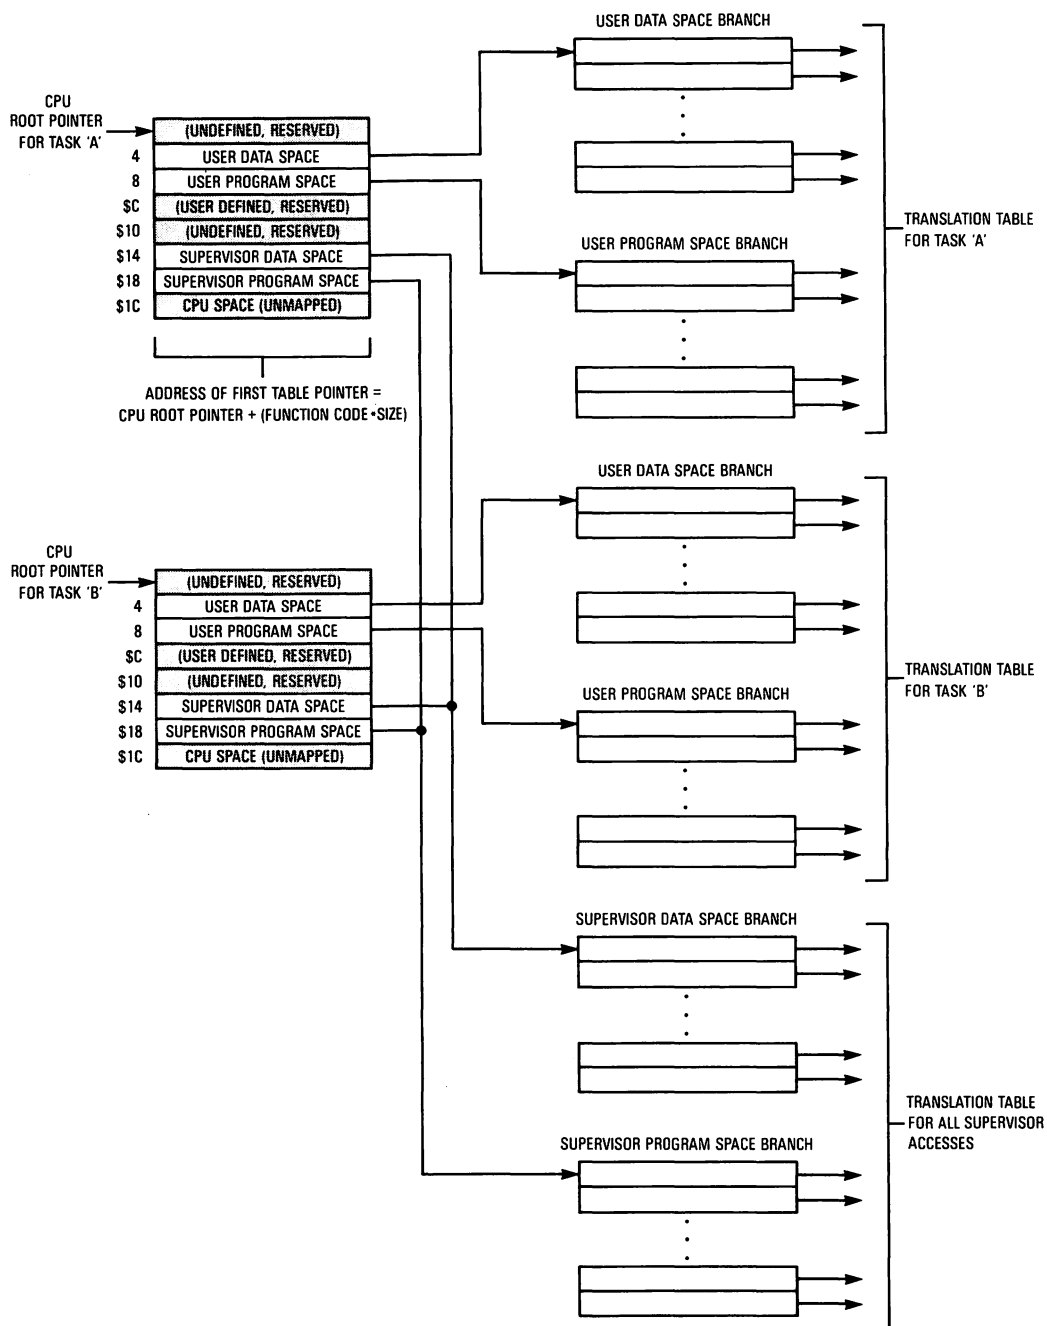 USER DATA SPACE BRANCH
CPU
ROOT POINTER
FOR TASK 'A'
(UNDEFINED, RESERVED)
4 USER DATA SPACE
8 USER PROGRAM SPACE
$C (USER DEFINED, RESERVED)
$10 (UNDEFINED, RESERVED)
$14 SUPERVISOR DATA SPACE
$18 SUPERVISOR PROGRAM SPACE
$1C CPU SPACE (UNMAPPED)
ADDRESS OF FIRST TABLE POINTER =
CPU ROOT POINTER + (FUNCTION CODE•SIZE)
USER PROGRAM SPACE BRANCH
TRANSLATION TABLE
FOR TASK 'A'
USER DATA SPACE BRANCH
CPU
ROOT POINTER
FOR TASK 'B'
(UNDEFINED, RESERVED)
4 USER DATA SPACE
8 USER PROGRAM SPACE
$C (USER DEFINED, RESERVED)
$10 (UNDEFINED, RESERVED)
$14 SUPERVISOR DATA SPACE
$18 SUPERVISOR PROGRAM SPACE
$1C CPU SPACE (UNMAPPED)
USER PROGRAM SPACE BRANCH
TRANSLATION TABLE
FOR TASK 'B'
SUPERVISOR DATA SPACE BRANCH
SUPERVISOR PROGRAM SPACE BRANCH
TRANSLATION TABLE
FOR ALL SUPERVISOR
ACCESSES